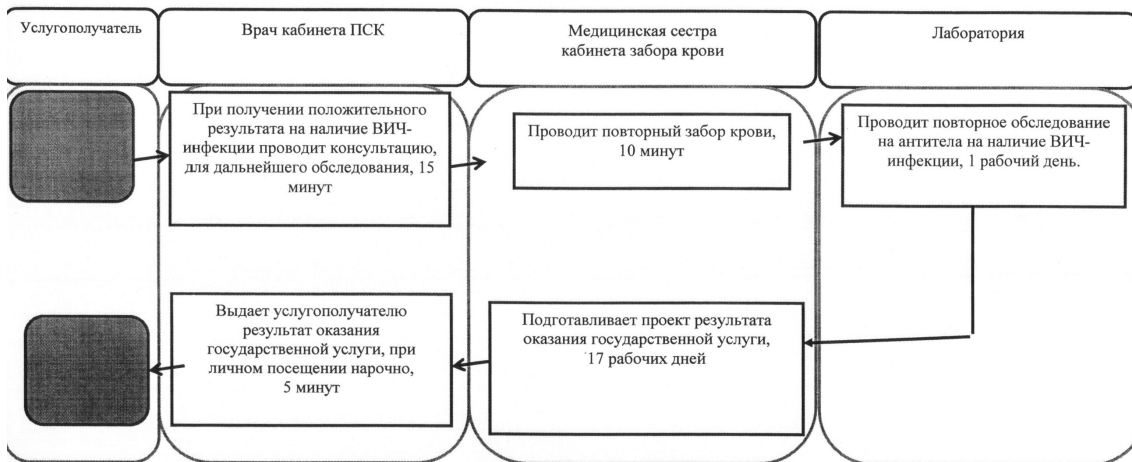 Услугополучатель
Врач кабинета ПСК
Медицинская сестра
кабинета забора крови
Лаборатория
При получении положительного
результата на наличие ВИЧ-
инфекции проводит консультацию,
для дальнейшего обследования, 15
минут
Проводит повторный забор крови,
10 минут
Проводит повторное обследование
на антитела на наличие ВИЧ-
инфекции, 1 рабочий день.
Выдает услугополучателю
результат оказания
государственной услуги, при
личном посещении нарочно,
5 минут
Подготавливает проект результата
оказания государственной услуги,
17 рабочих дней